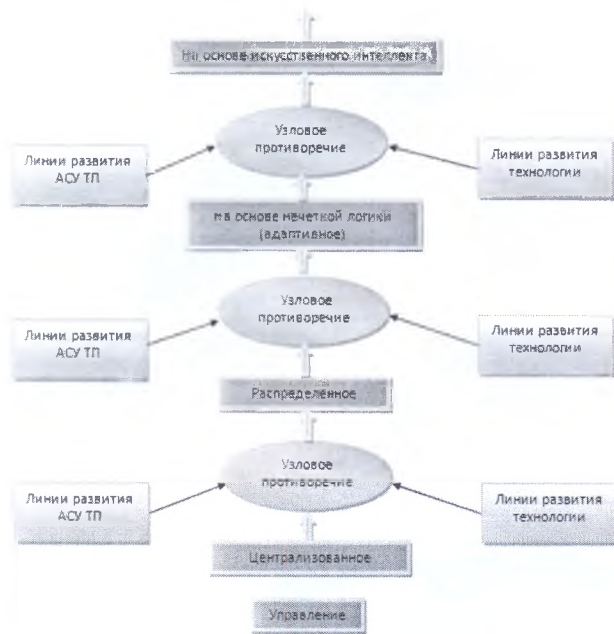 На основе искусственного интеллекта
Узловое
противоречие
Линии развития
АСУ ТП
Линии развития
технологии
на основе нечеткой логики
(адаптивное)
Узловое
противоречие
Линии развития
АСУ ТП
Линии развития
технологии
Распределённое
Узловое
противоречие
Линии развития
АСУ ТП
Линии развития
технологии
Централизованное
Управление